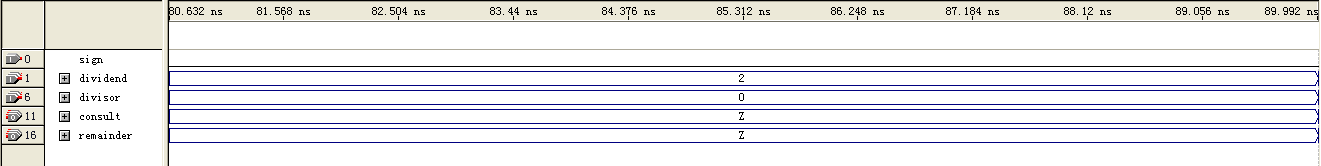 80.632 ns 81.568 ns 82.504 ns 83.44 ns 84.376 ns 85.312 ns 86.248 ns 87.184 ns 88.12 ns 89.056 ns 89.992 ns
0 sign
1 dividend 2
6 divisor 0
11 consult Z
16 remainder Z